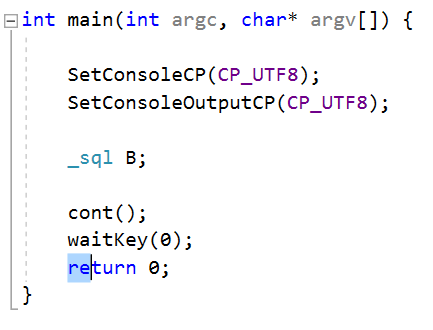 int main(int argc, char* argv[]) {
SetConsoleCP(CP_UTF8);
SetConsoleOutputCP(CP_UTF8);
_sql B;
cont();
waitKey(0);
return 0;
}